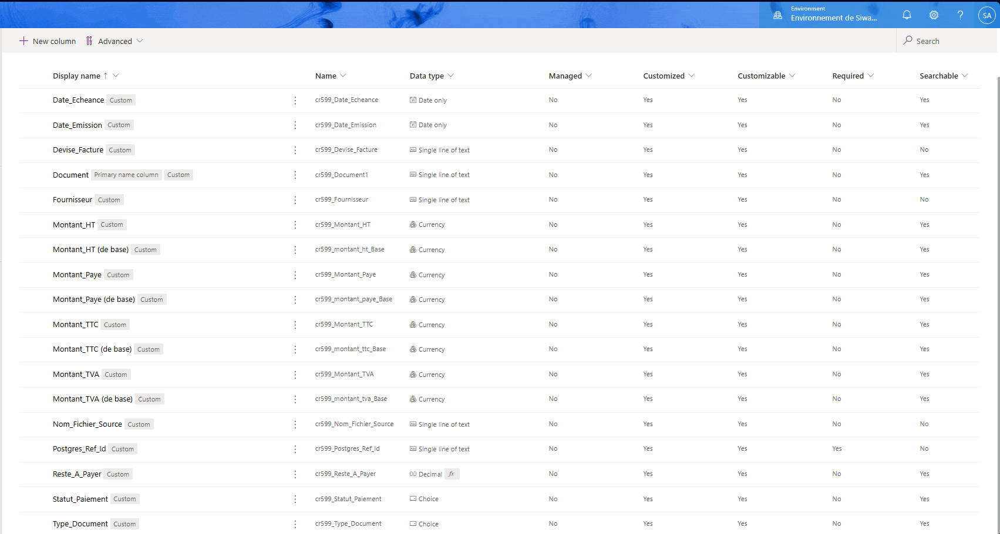 Environment
Environnement de Siwa...
SA
New column
Advanced
Search
Display name Name Data type Managed Customized Customizable Required Searchable
Date_Echeance Custom cr599_Date_Echeance Date only No Yes Yes No Yes
Date_Emission Custom cr599_Date_Emission Date only No Yes Yes No Yes
Devise_Facture Custom cr599_Devise_Facture Abc Single line of text No Yes Yes No No
Document Primary name column Custom cr599_Document1 Abc Single line of text No Yes Yes No Yes
Fournisseur Custom cr599_Fournisseur Abc Single line of text No Yes Yes No No
Montant_HT Custom cr599_Montant_HT Currency No Yes Yes No Yes
Montant_HT (de base) Custom cr599_montant_ht_Base Currency No Yes Yes No Yes
Montant_Paye Custom cr599_Montant_Paye Currency No Yes Yes No Yes
Montant_Paye (de base) Custom cr599_montant_paye_Base Currency No Yes Yes No Yes
Montant_TTC Custom cr599_Montant_TTC Currency No Yes Yes No Yes
Montant_TTC (de base) Custom cr599_montant_ttc_Base Currency No Yes Yes No Yes
Montant_TVA Custom cr599_Montant_TVA Currency No Yes Yes No Yes
Montant_TVA (de base) Custom cr599_montant_tva_Base Currency No Yes Yes No Yes
Nom_Fichier_Source Custom cr599_Nom_Fichier_Source Abc Single line of text No Yes Yes No No
Postgres_Ref_Id Custom cr599_Postgres_Ref_Id Abc Single line of text No Yes Yes Yes No
Reste_A_Payer Custom cr599_Reste_A_Payer 0.0 Decimal fx No Yes Yes No Yes
Statut_Paiement Custom cr599_Statut_Paiement Choice No Yes Yes No Yes
Type_Document Custom cr599_Type_Document Choice No Yes Yes No Yes